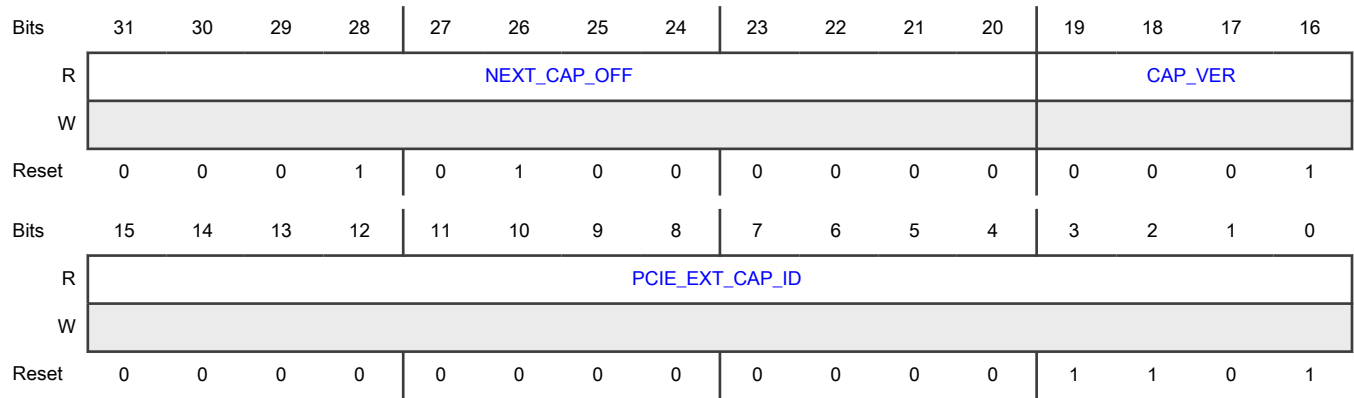 Bits 31 30 29 28 27 26 25 24 23 22 21 20 19 18 17 16
R NEXT_CAP_OFF CAP_VER
W
Reset 0 0 0 1 0 1 0 0 0 0 0 0 0 0 0 1
Bits 15 14 13 12 11 10 9 8 7 6 5 4 3 2 1 0
R PCIE_EXT_CAP_ID
W
Reset 0 0 0 0 0 0 0 0 0 0 0 0 1 1 0 1